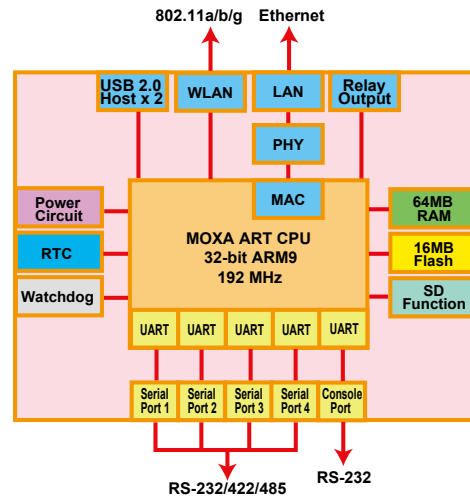 802.11a/b/g
Ethernet
USB 2.0
Host x 2
WLAN
LAN
Relay
Output
PHY
MAC
Power
Circuit
RTC
Watchdog
MOXA ART CPU
32-bit ARM9
192 MHz
64MB
RAM
16MB
Flash
SD
Function
UART
UART
UART
UART
UART
Serial
Port 1
Serial
Port 2
Serial
Port 3
Serial
Port 4
Console
Port
RS-232/422/485
RS-232